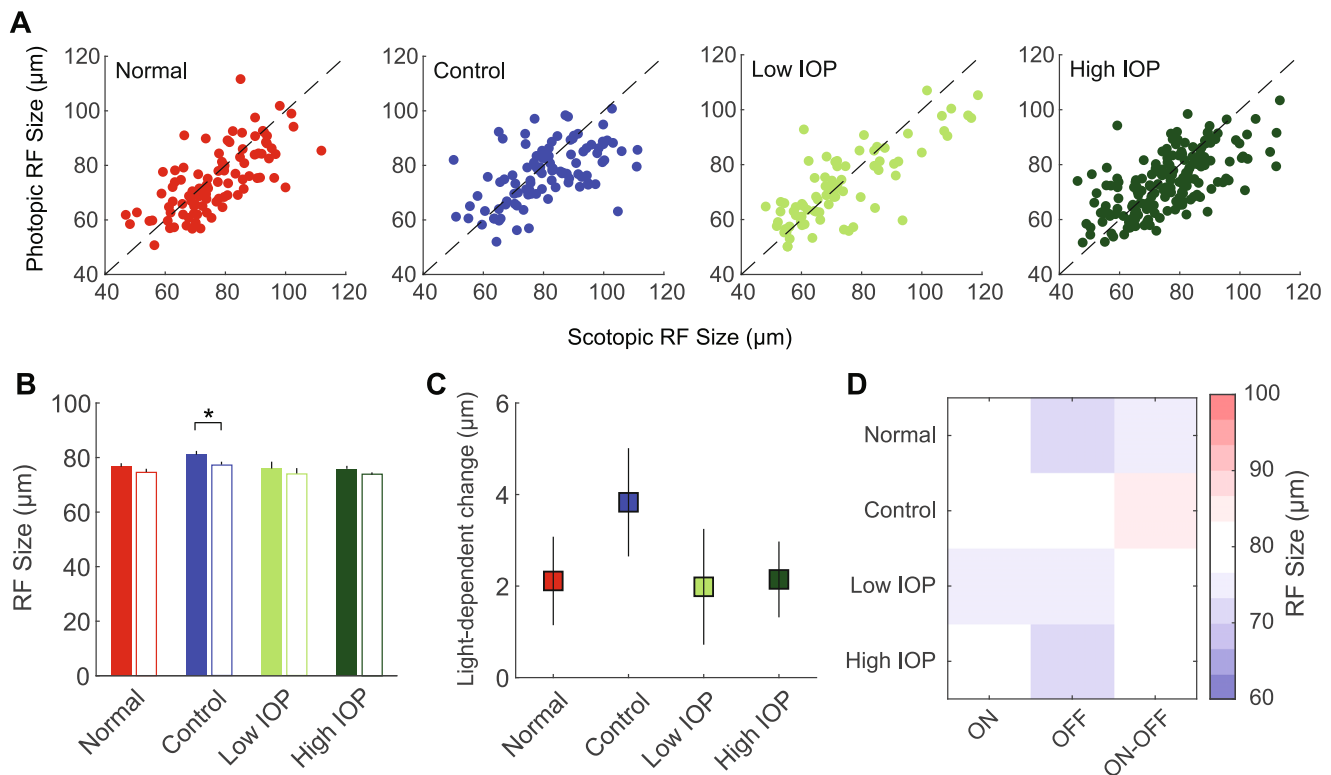 A
Photopic RF Size (µm)
Normal
Control
Low IOP
High IOP
120
100
80
60
40
40 60 80 100 120
120
100
80
60
40
40 60 80 100 120
120
100
80
60
40
40 60 80 100 120
120
100
80
60
40
40 60 80 100 120
Scotopic RF Size (µm)
B
RF Size (µm)
100
80
60
40
20
0
*
Normal
Control
Low IOP
High IOP
C
Light-dependent change (µm)
6
4
2
0
Normal
Control
Low IOP
High IOP
D
Normal
Control
Low IOP
High IOP
ON
OFF
ON-OFF
100
90
80
70
60
RF Size (µm)